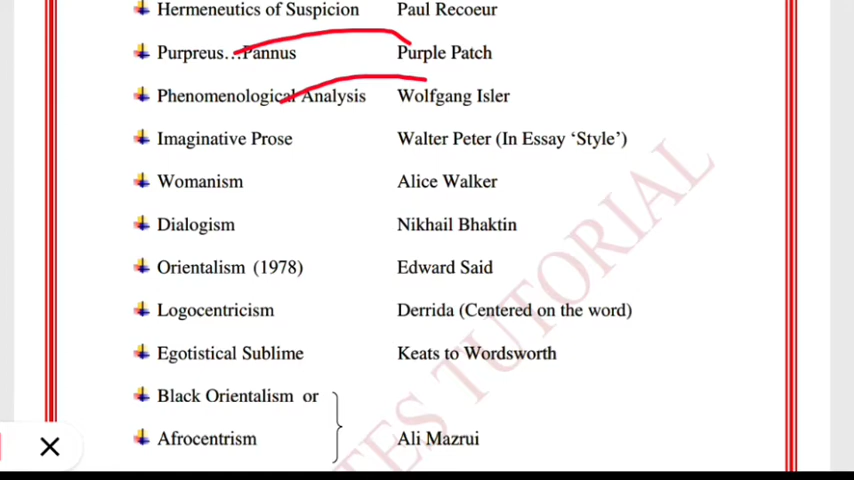 Hermeneutics of Suspicion Paul Recoeur
Purpreus…Pannus Purple Patch
Phenomenological Analysis Wolfgang Isler
Imaginative Prose Walter Peter (In Essay ‘Style’)
Womanism Alice Walker
Dialogism Nikhail Bhaktin
Orientalism (1978) Edward Said
Logocentricism Derrida (Centered on the word)
Egotistical Sublime Keats to Wordsworth
Black Orientalism or
Afrocentrism Ali Mazrui
TES TUTORIAL